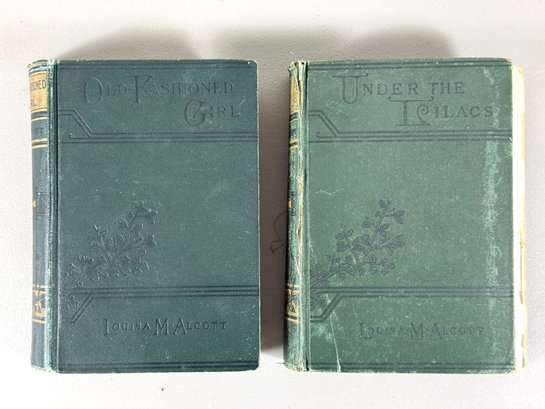 OLD-FASHIONED
GIRL
LOUISA M. ALCOTT
UNDER THE
LILACS
LOUISA M. ALCOTT